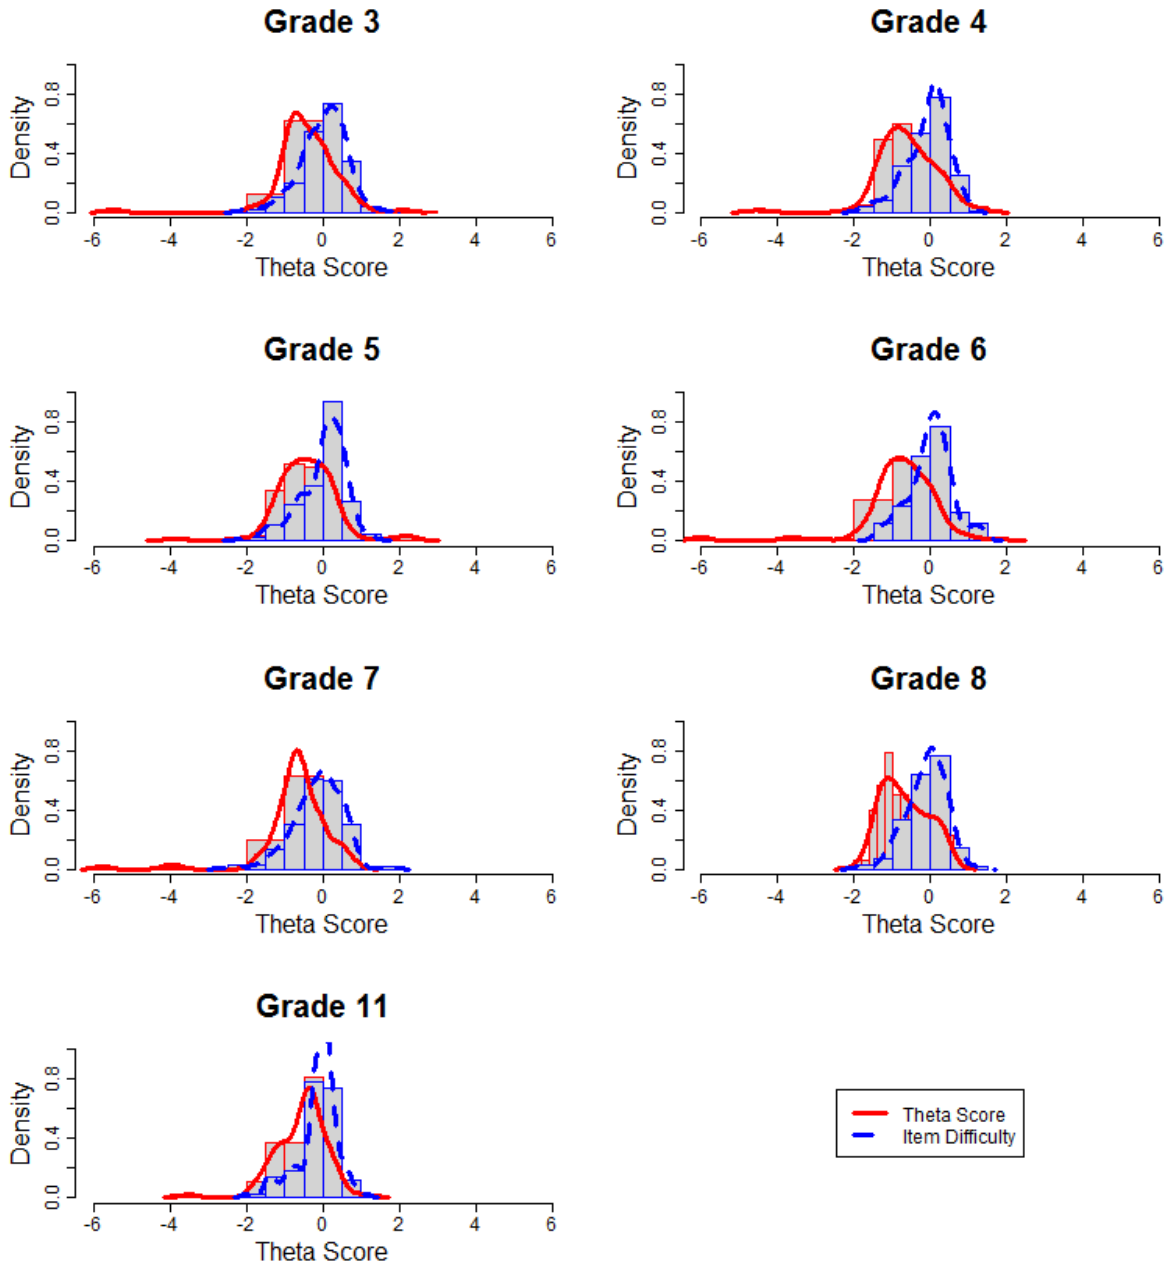 Grade 3
Density
0.0 0.4 0.8
-6 -4 -2 0 2 4 6
Theta Score
Grade 4
Density
0.0 0.4 0.8
-6 -4 -2 0 2 4 6
Theta Score
Grade 5
Density
0.0 0.4 0.8
-6 -4 -2 0 2 4 6
Theta Score
Grade 6
Density
0.0 0.4 0.8
-6 -4 -2 0 2 4 6
Theta Score
Grade 7
Density
0.0 0.4 0.8
-6 -4 -2 0 2 4 6
Theta Score
Grade 8
Density
0.0 0.4 0.8
-6 -4 -2 0 2 4 6
Theta Score
Grade 11
Density
0.0 0.4 0.8
-6 -4 -2 0 2 4 6
Theta Score
Theta Score
Item Difficulty